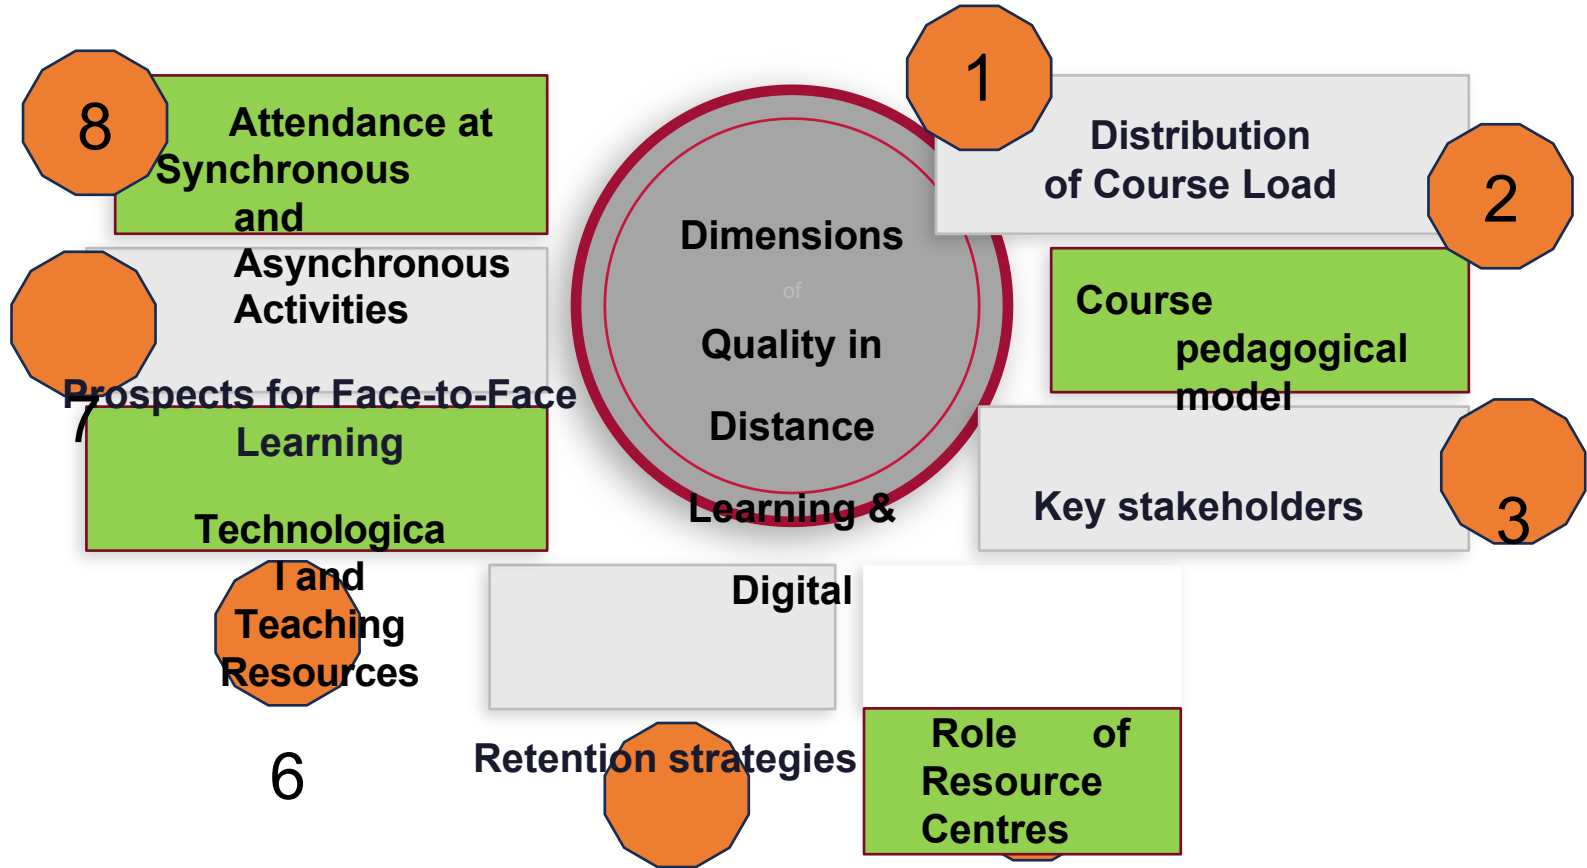 1
Distribution
of Course Load
2
Course
pedagogical
model
3
Key stakeholders
Role of
Resource
Centres
Retention strategies
6
Technologica
l and
Teaching
Resources
7
Prospects for Face-to-Face
Learning
8
Attendance at
Synchronous
and
Asynchronous
Activities
Dimensions
of
Quality in
Distance
Learning &
Digital